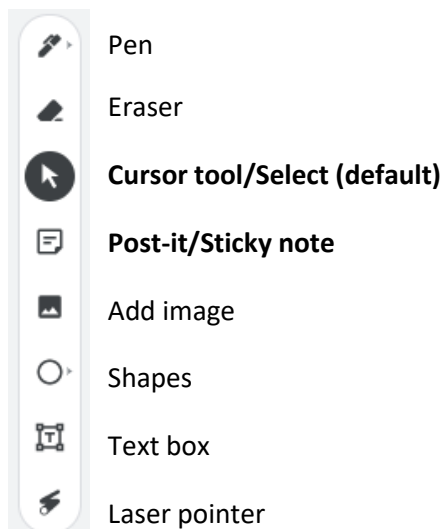 Pen
Eraser
Cursor tool/Select (default)
Post-it/Sticky note
Add image
Shapes
Text box
Laser pointer